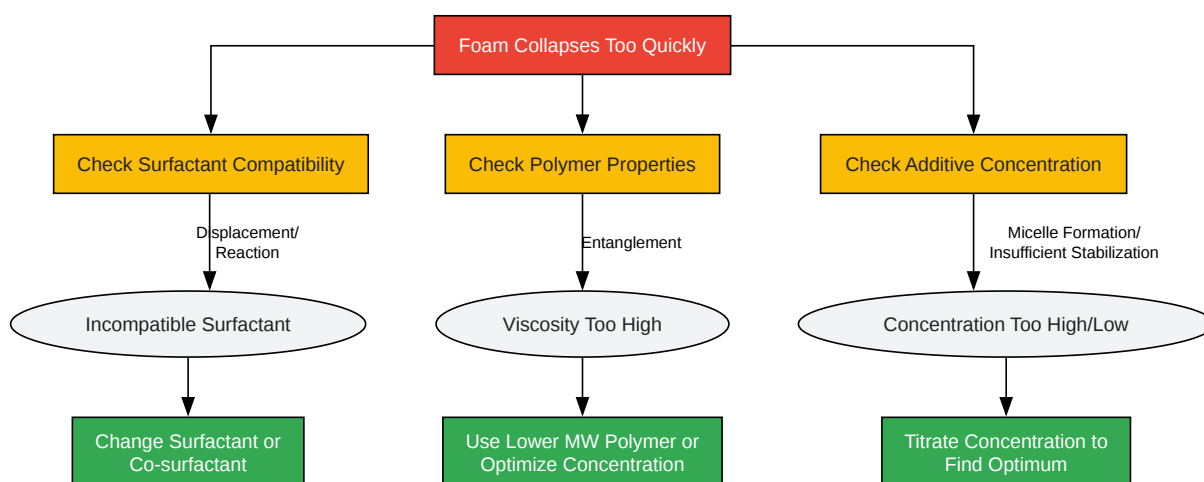 Foam Collapses Too Quickly
Check Surfactant Compatibility
Check Polymer Properties
Check Additive Concentration
Displacement/
Reaction
Entanglement
Micelle Formation/
Insufficient Stabilization
Incompatible Surfactant
Viscosity Too High
Concentration Too High/Low
Change Surfactant or
Co-surfactant
Use Lower MW Polymer or
Optimize Concentration
Titrate Concentration to
Find Optimum